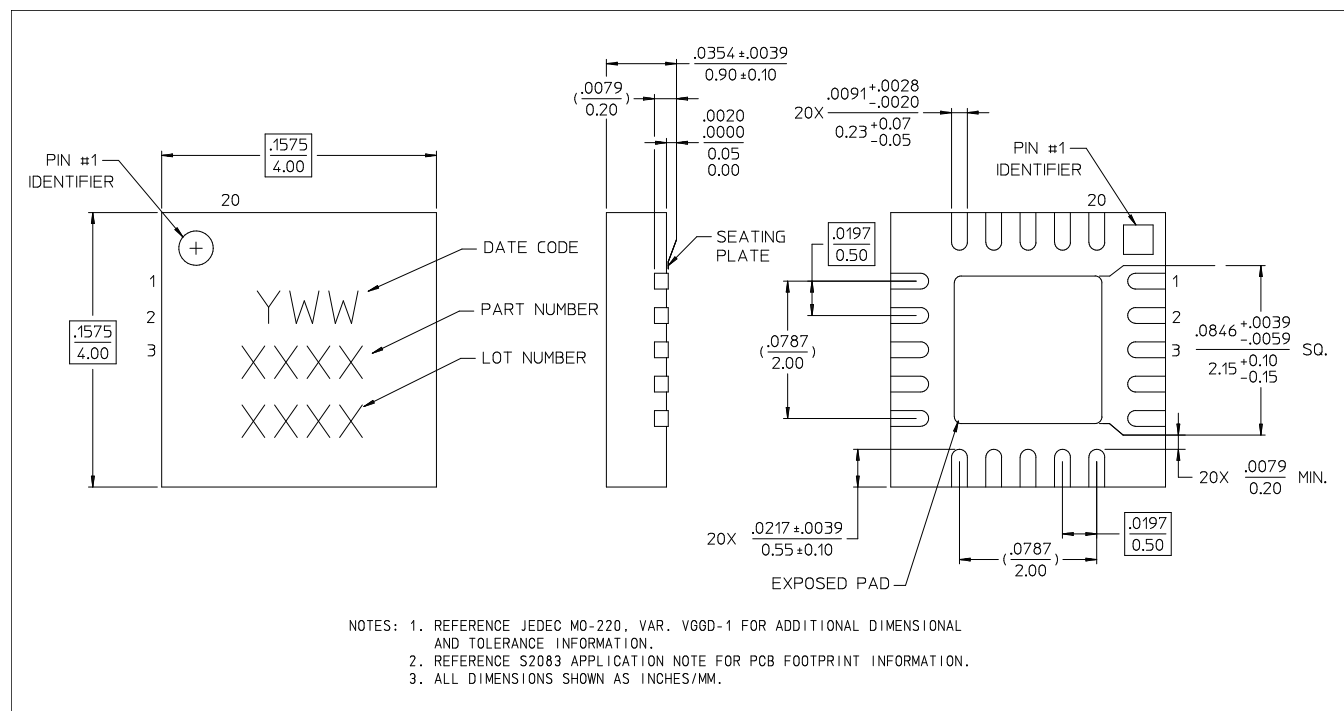 .1575
4.00
PIN #1
IDENTIFIER
20
.1575
4.00
1
2
3
DATE CODE
YWW
PART NUMBER
XXXX
LOT NUMBER
XXXX
.0354 ±.0039
0.90 ±0.10
(.0079
0.20)
.0020
.0000
0.05
0.00
SEATING
PLATE
20X .0091 +.0028
-.0020
0.23 +0.07
-0.05
PIN #1
IDENTIFIER
20
.0197
0.50
(.0787
2.00)
1
2
3
.0846 +.0039
-.0059
2.15 +0.10
-0.15 SQ.
20X .0079
0.20 MIN.
20X .0217 ±.0039
0.55 ±0.10
(.0787
2.00)
.0197
0.50
EXPOSED PAD
NOTES: 1. REFERENCE JEDEC MO-220, VAR. VGGD-1 FOR ADDITIONAL DIMENSIONAL
AND TOLERANCE INFORMATION.
2. REFERENCE S2083 APPLICATION NOTE FOR PCB FOOTPRINT INFORMATION.
3. ALL DIMENSIONS SHOWN AS INCHES/MM.